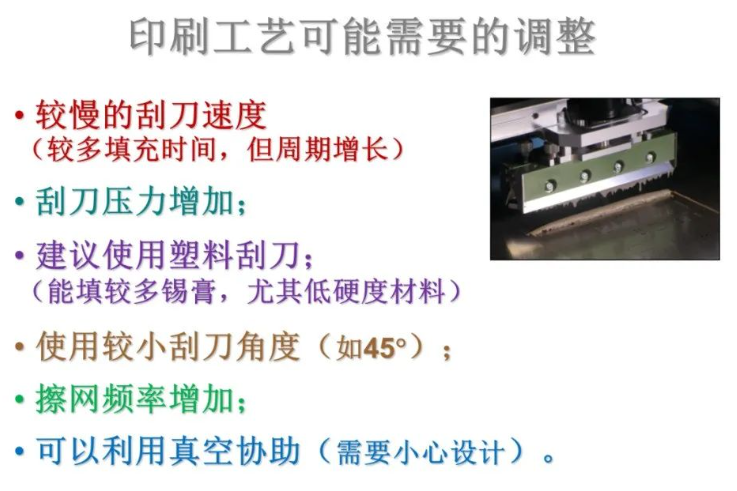 印刷工艺可能需要的调整
• 较慢的刮刀速度
（较多填充时间，但周期增长）
• 刮刀压力增加；
• 建议使用塑料刮刀；
（能填较多锡膏，尤其低硬度材料）
• 使用较小刮刀角度（如45°）；
• 擦网频率增加；
• 可以利用真空协助（需要小心设计）。